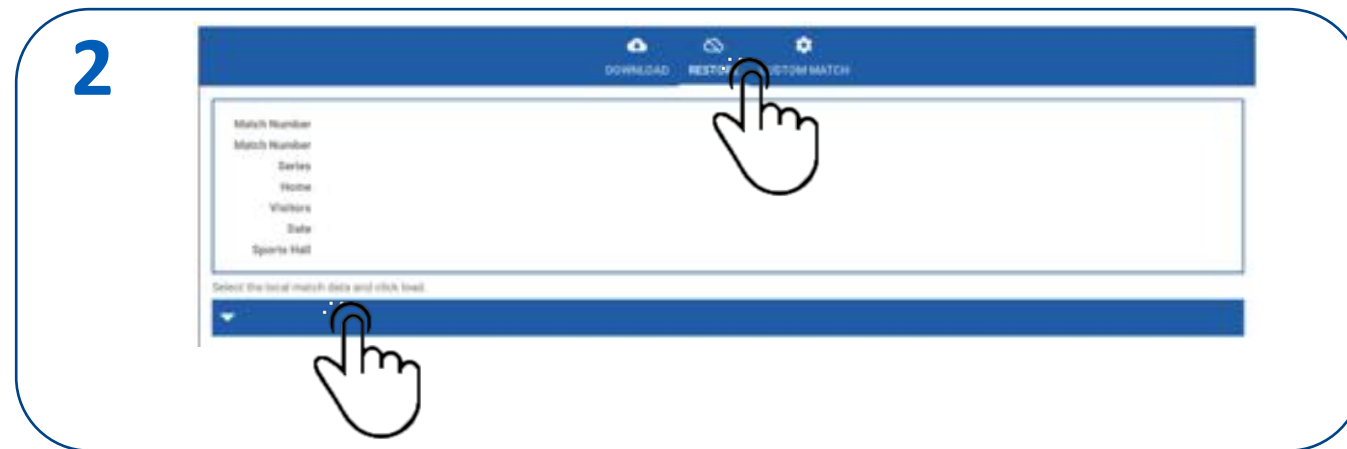 2
DOWNLOAD
Match Number
Match Number
Series
Home
Visitors
Date
Sports Hall
Select the local match data and click load.